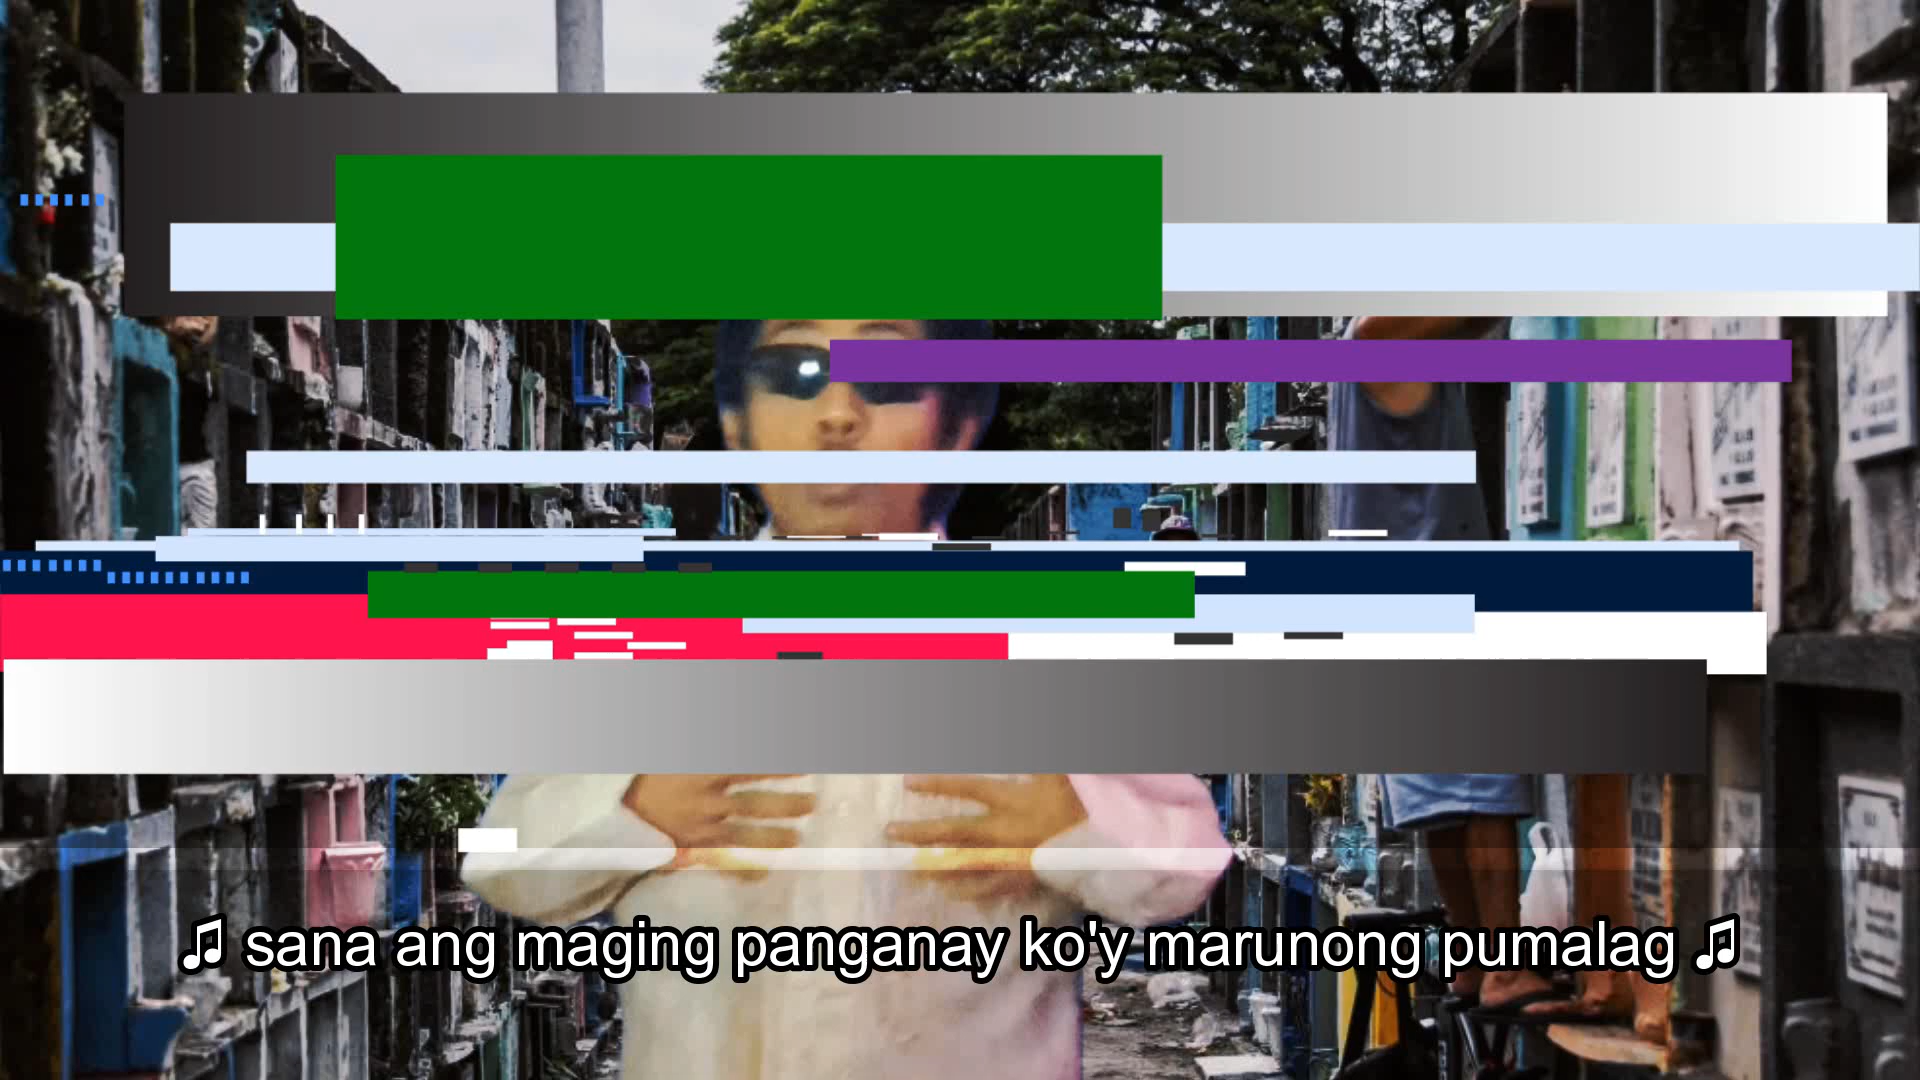 ♫ sana ang maging panganay ko'y marunong pumalag ♫